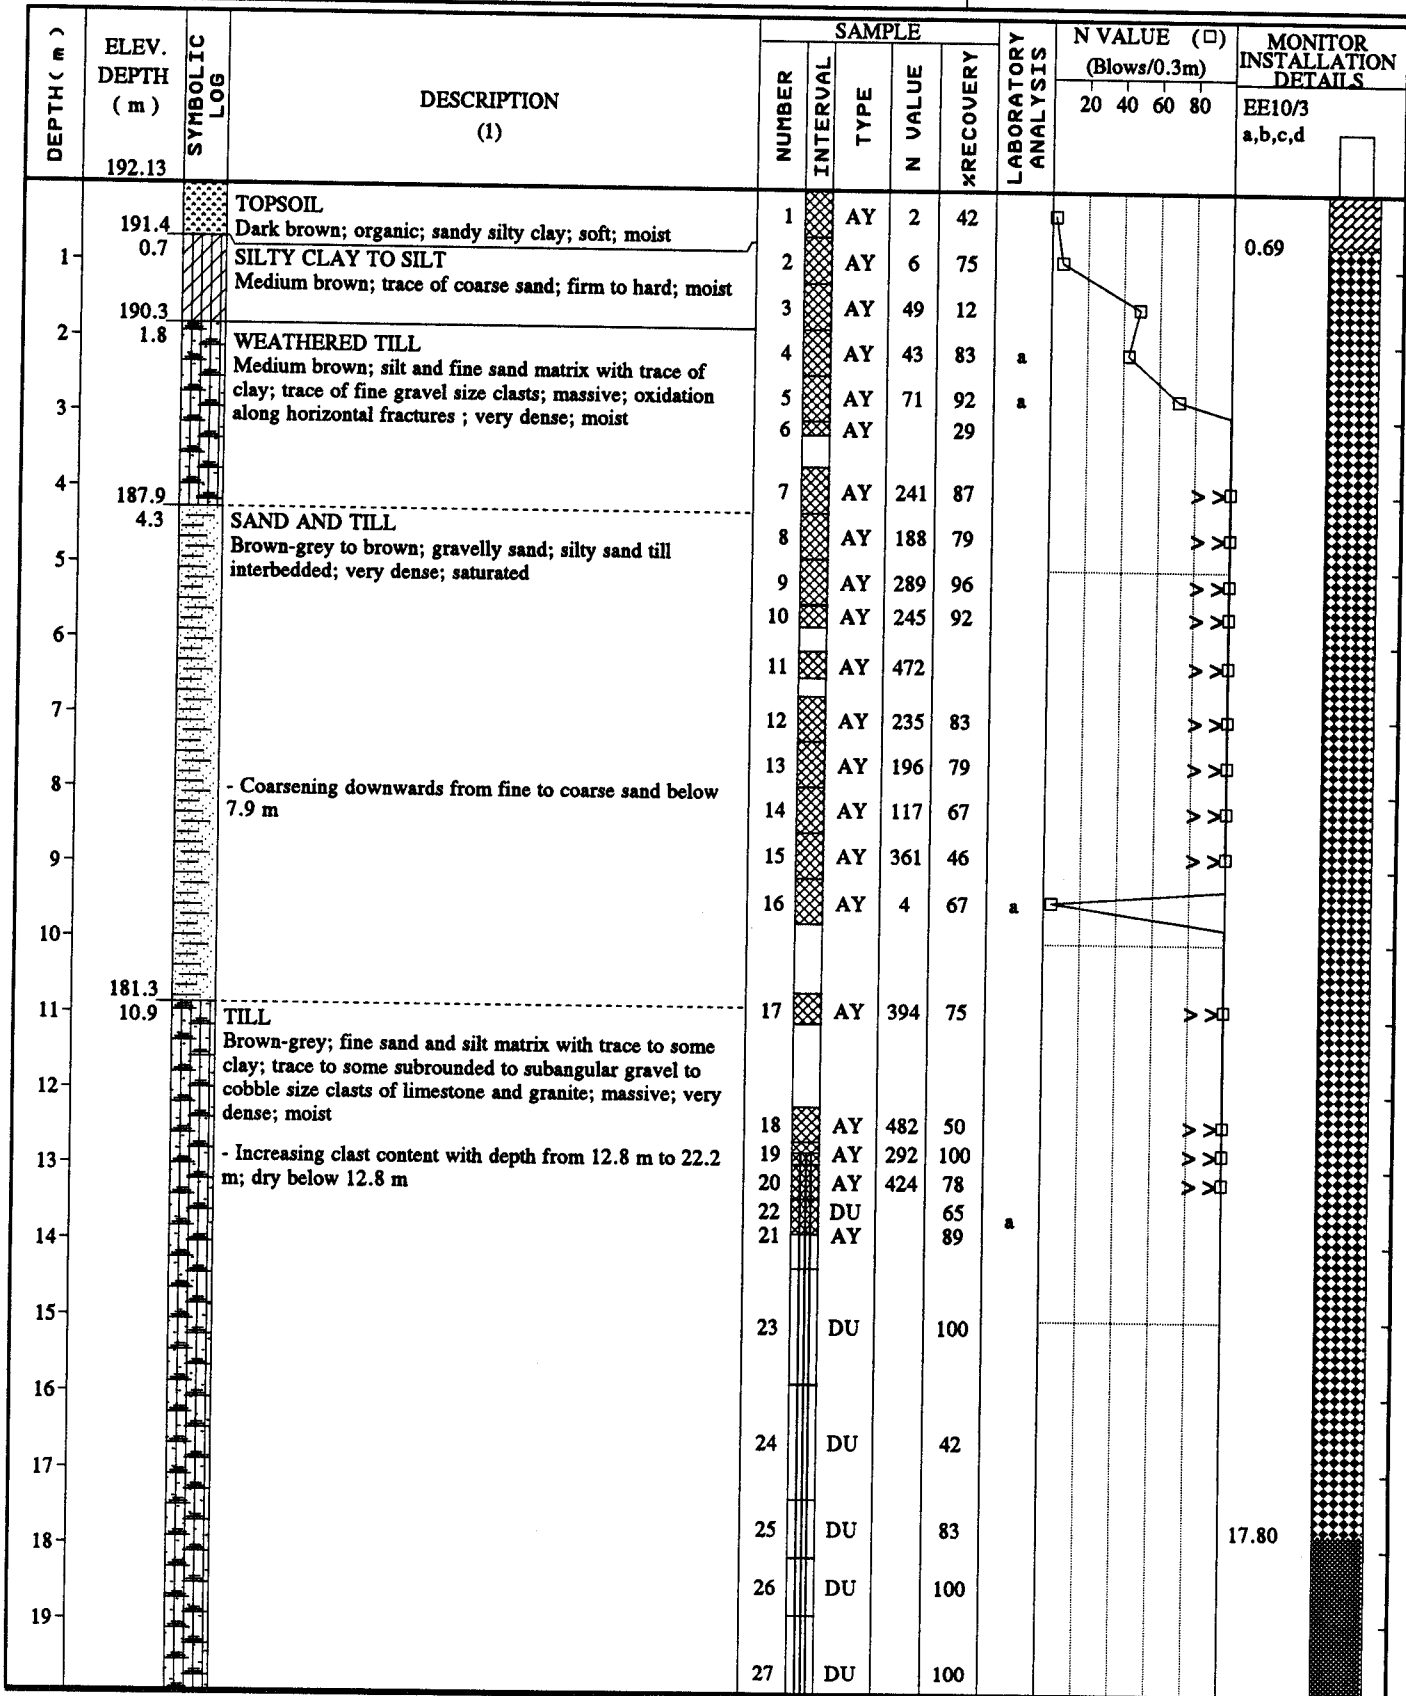 DEPTH( m )
ELEV.
DEPTH
( m )
192.13
SYMBOLIC
LOG
DESCRIPTION
(1)
SAMPLE
NUMBER
INTERVAL
TYPE
N VALUE
%RECOVERY
LABORATORY
ANALYSIS
N VALUE (□)
(Blows/0.3m)
20 40 60 80
MONITOR
INSTALLATION
DETAILS
EE10/3
a,b,c,d
TOPSOIL
191.4 Dark brown; organic; sandy silty clay; soft; moist
1 AY 2 42
0.7
0.69
1
SILTY CLAY TO SILT
2 AY 6 75
Medium brown; trace of coarse sand; firm to hard; moist
190.3
3 AY 49 12
2
1.8
WEATHERED TILL
4 AY 43 83 a
Medium brown; silt and fine sand matrix with trace of
clay; trace of fine gravel size clasts; massive; oxidation
5 AY 71 92 a
3
along horizontal fractures ; very dense; moist
6 AY 29
4
187.9
7 AY 241 87 > >
4.3
SAND AND TILL
8 AY 188 79 > >
Brown-grey to brown; gravelly sand; silty sand till
5
interbedded; very dense; saturated
9 AY 289 96 > >
10 AY 245 92 > >
6
11 AY 472 > >
7
12 AY 235 83 > >
13 AY 196 79 > >
8
- Coarsening downwards from fine to coarse sand below
7.9 m
14 AY 117 67 > >
9
15 AY 361 46 > >
16 AY 4 67 a
10
181.3
11
10.9
TILL
17 AY 394 75 > >
Brown-grey; fine sand and silt matrix with trace to some
clay; trace to some subrounded to subangular gravel to
12
cobble size clasts of limestone and granite; massive; very
dense; moist
18 AY 482 50 > >
13
- Increasing clast content with depth from 12.8 m to 22.2
19 AY 292 100 > >
m; dry below 12.8 m
20 AY 424 78 > >
22 DU 65 a
14
21 AY 89
15
23 DU 100
16
24 DU 42
17
25 DU 83
18
17.80
26 DU 100
19
27 DU 100